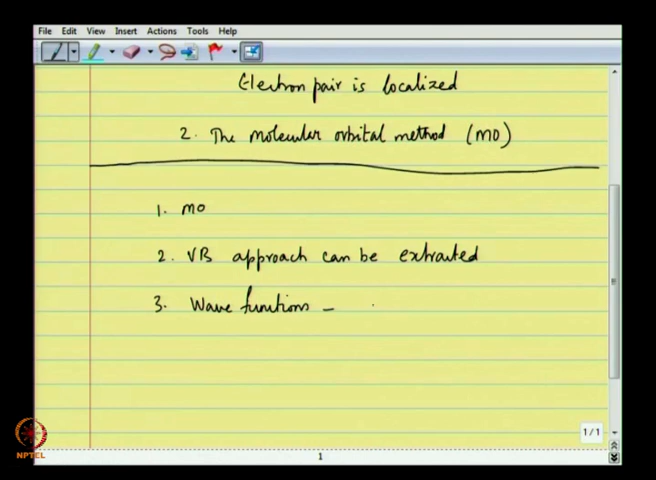 File Edit View Insert Actions Tools Help
Electron pair is localized
2. The molecular orbital method (MO)
1. MO
2. VB approach can be extracted
3. Wave functions –
1/1
NPTEL
1